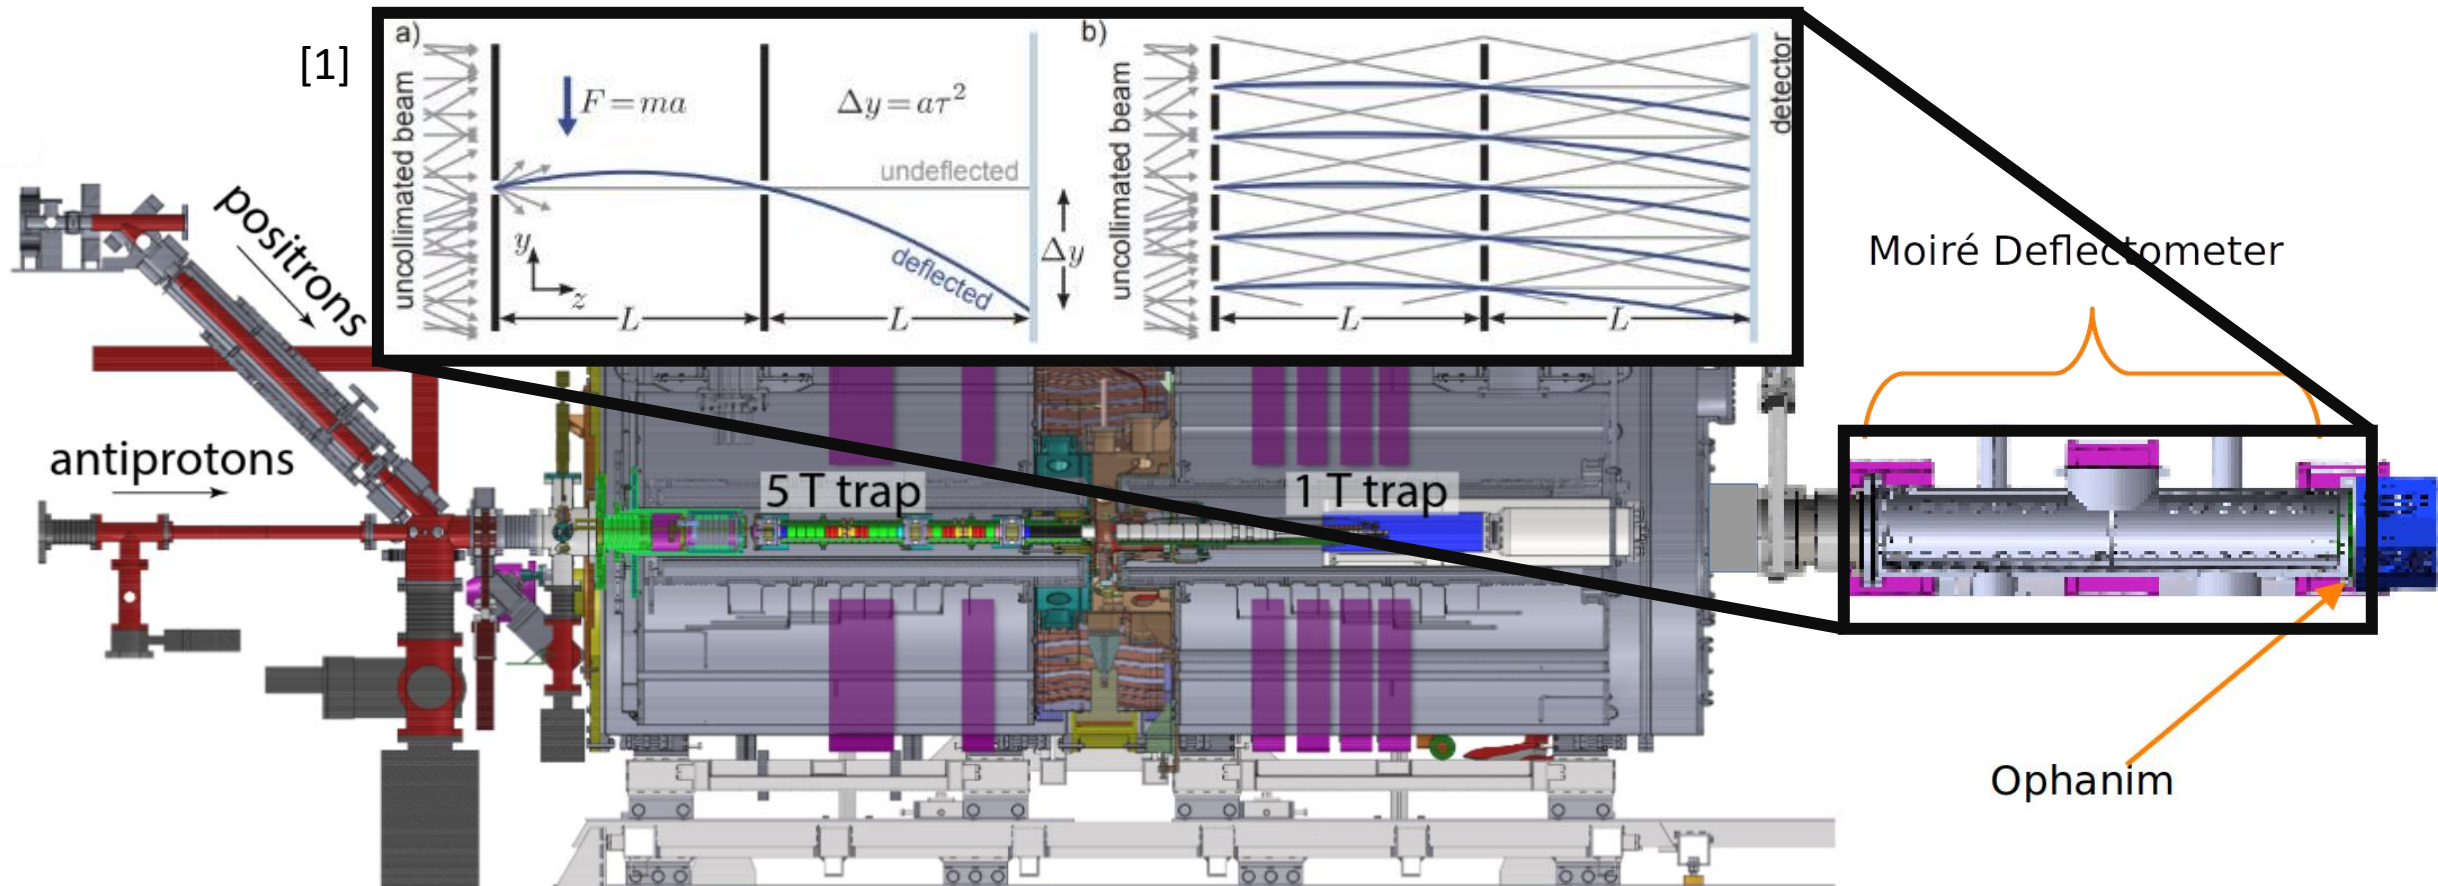 [1]
a)
uncollimated beam
F=ma
Δy=aτ²
undeflected
deflected
Δy
y
z
L
L
b)
uncollimated beam
detector
L
L
positrons
antiprotons
5 T trap
1 T trap
Moiré Deflectometer
Ophanim